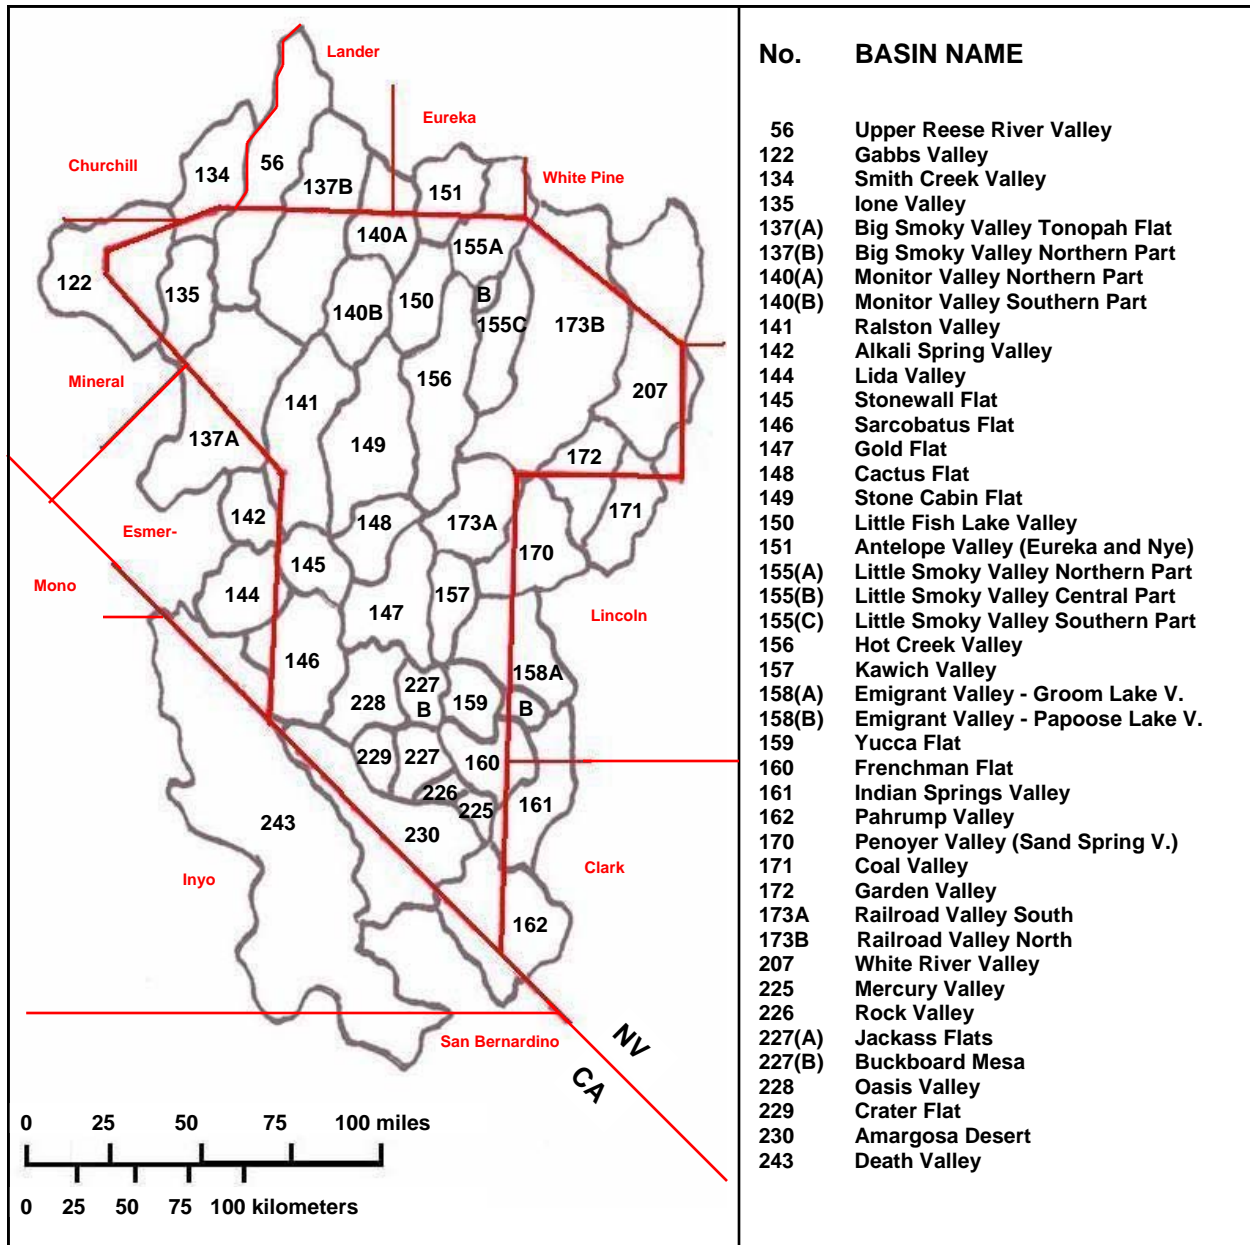 Lander
Eureka
Churchill
134
56
137B
151
White Pine
140A
155A
122
135
140B
150
B
155C
173B
156
207
Mineral
141
137A
149
172
142
148
173A
171
Esmer-
170
145
Mono
144
147
157
Lincoln
146
158A
227
B
228
159
B
229
227
160
226
225
161
243
230
Clark
Inyo
162
San Bernardino
NV
CA
0 25 50 75 100 miles
0 25 50 75 100 kilometers
No. BASIN NAME
56 Upper Reese River Valley
122 Gabbs Valley
134 Smith Creek Valley
135 Ione Valley
137(A) Big Smoky Valley Tonopah Flat
137(B) Big Smoky Valley Northern Part
140(A) Monitor Valley Northern Part
140(B) Monitor Valley Southern Part
141 Ralston Valley
142 Alkali Spring Valley
144 Lida Valley
145 Stonewall Flat
146 Sarcobatus Flat
147 Gold Flat
148 Cactus Flat
149 Stone Cabin Flat
150 Little Fish Lake Valley
151 Antelope Valley (Eureka and Nye)
155(A) Little Smoky Valley Northern Part
155(B) Little Smoky Valley Central Part
155(C) Little Smoky Valley Southern Part
156 Hot Creek Valley
157 Kawich Valley
158(A) Emigrant Valley - Groom Lake V.
158(B) Emigrant Valley - Papoose Lake V.
159 Yucca Flat
160 Frenchman Flat
161 Indian Springs Valley
162 Pahrump Valley
170 Penoyer Valley (Sand Spring V.)
171 Coal Valley
172 Garden Valley
173A Railroad Valley South
173B Railroad Valley North
207 White River Valley
225 Mercury Valley
226 Rock Valley
227(A) Jackass Flats
227(B) Buckboard Mesa
228 Oasis Valley
229 Crater Flat
230 Amargosa Desert
243 Death Valley